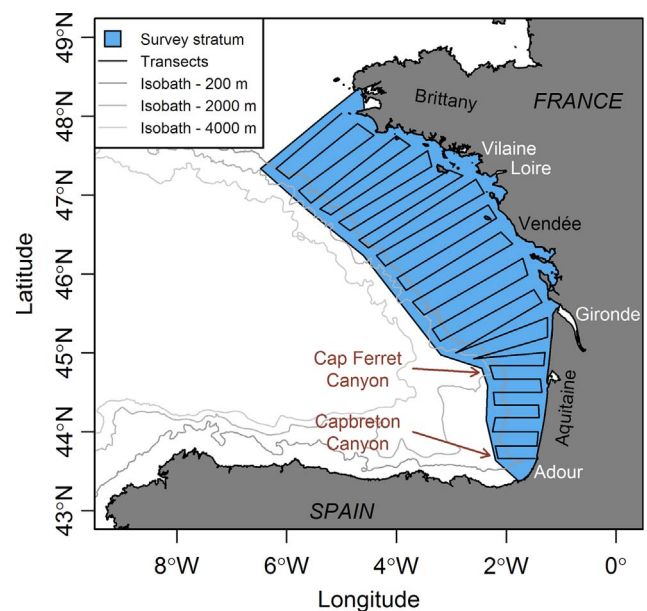 Survey stratum
Transects
Isobath - 200 m
Isobath - 2000 m
Isobath - 4000 m
Brittany
FRANCE
Vilaine
Loire
Vendée
Gironde
Cap Ferret
Canyon
Aquitaine
Capbreton
Canyon
Adour
SPAIN
49°N
48°N
47°N
46°N
45°N
44°N
43°N
Latitude
8°W 6°W 4°W 2°W 0°
Longitude